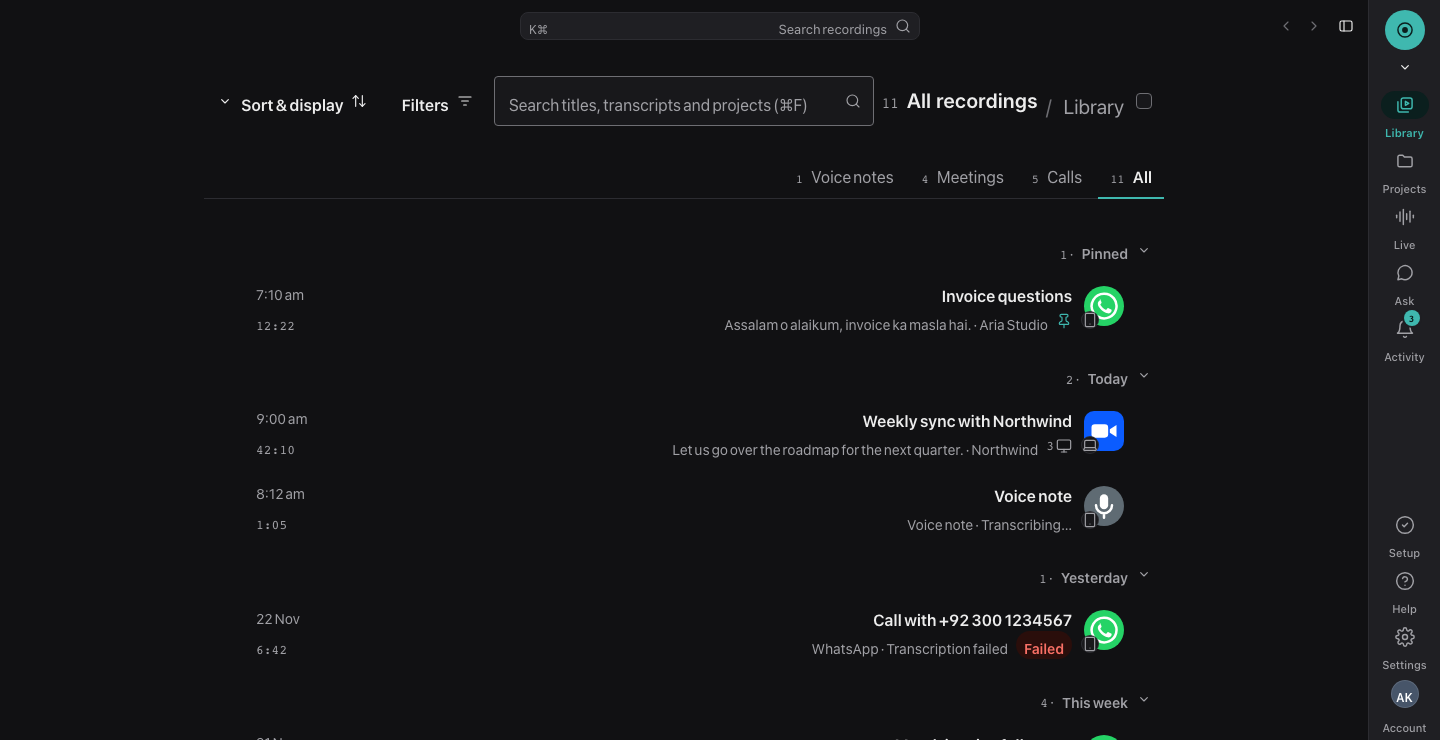 K⌘ Search recordings
Sort & display
Filters
Search titles, transcripts and projects (⌘F)
11 All recordings / Library
1 Voice notes
4 Meetings
5 Calls
11 All
1 · Pinned
7:10 am
12:22
Invoice questions
Assalam o alaikum, invoice ka masla hai. · Aria Studio
2 · Today
9:00 am
42:10
Weekly sync with Northwind
Let us go over the roadmap for the next quarter. · Northwind 3
8:12 am
1:05
Voice note
Voice note · Transcribing...
1 · Yesterday
22 Nov
6:42
Call with +92 300 1234567
WhatsApp · Transcription failed Failed
4 · This week
Library
Projects
Live
Ask
3
Activity
Setup
Help
Settings
AK
Account